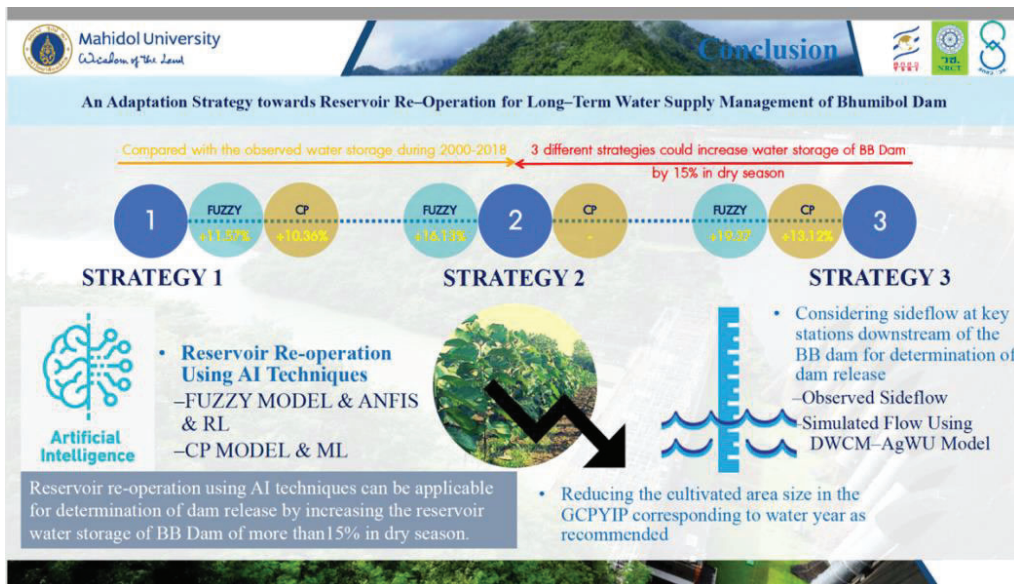 Mahidol University
Wisdom of the Land
Conclusion
วช.
NRCT
An Adaptation Strategy towards Reservoir Re–Operation for Long–Term Water Supply Management of Bhumibol Dam
Compared with the observed water storage during 2000-2018
3 different strategies could increase water storage of BB Dam
by 15% in dry season
1
FUZZY
+11.57%
CP
+10.36%
FUZZY
+16.13%
2
CP
-
FUZZY
+19.27
CP
+13.12%
3
STRATEGY 1
STRATEGY 2
STRATEGY 3
Artificial
Intelligence
• Reservoir Re-operation
Using AI Techniques
–FUZZY MODEL & ANFIS
& RL
–CP MODEL & ML
Reservoir re-operation using AI techniques can be applicable
for determination of dam release by increasing the reservoir
water storage of BB Dam of more than15% in dry season.
• Reducing the cultivated area size in the
GCPYIP corresponding to water year as
recommended
• Considering sideflow at key
stations downstream of the
BB dam for determination of
dam release
–Observed Sideflow
–Simulated Flow Using
DWCM–AgWU Model